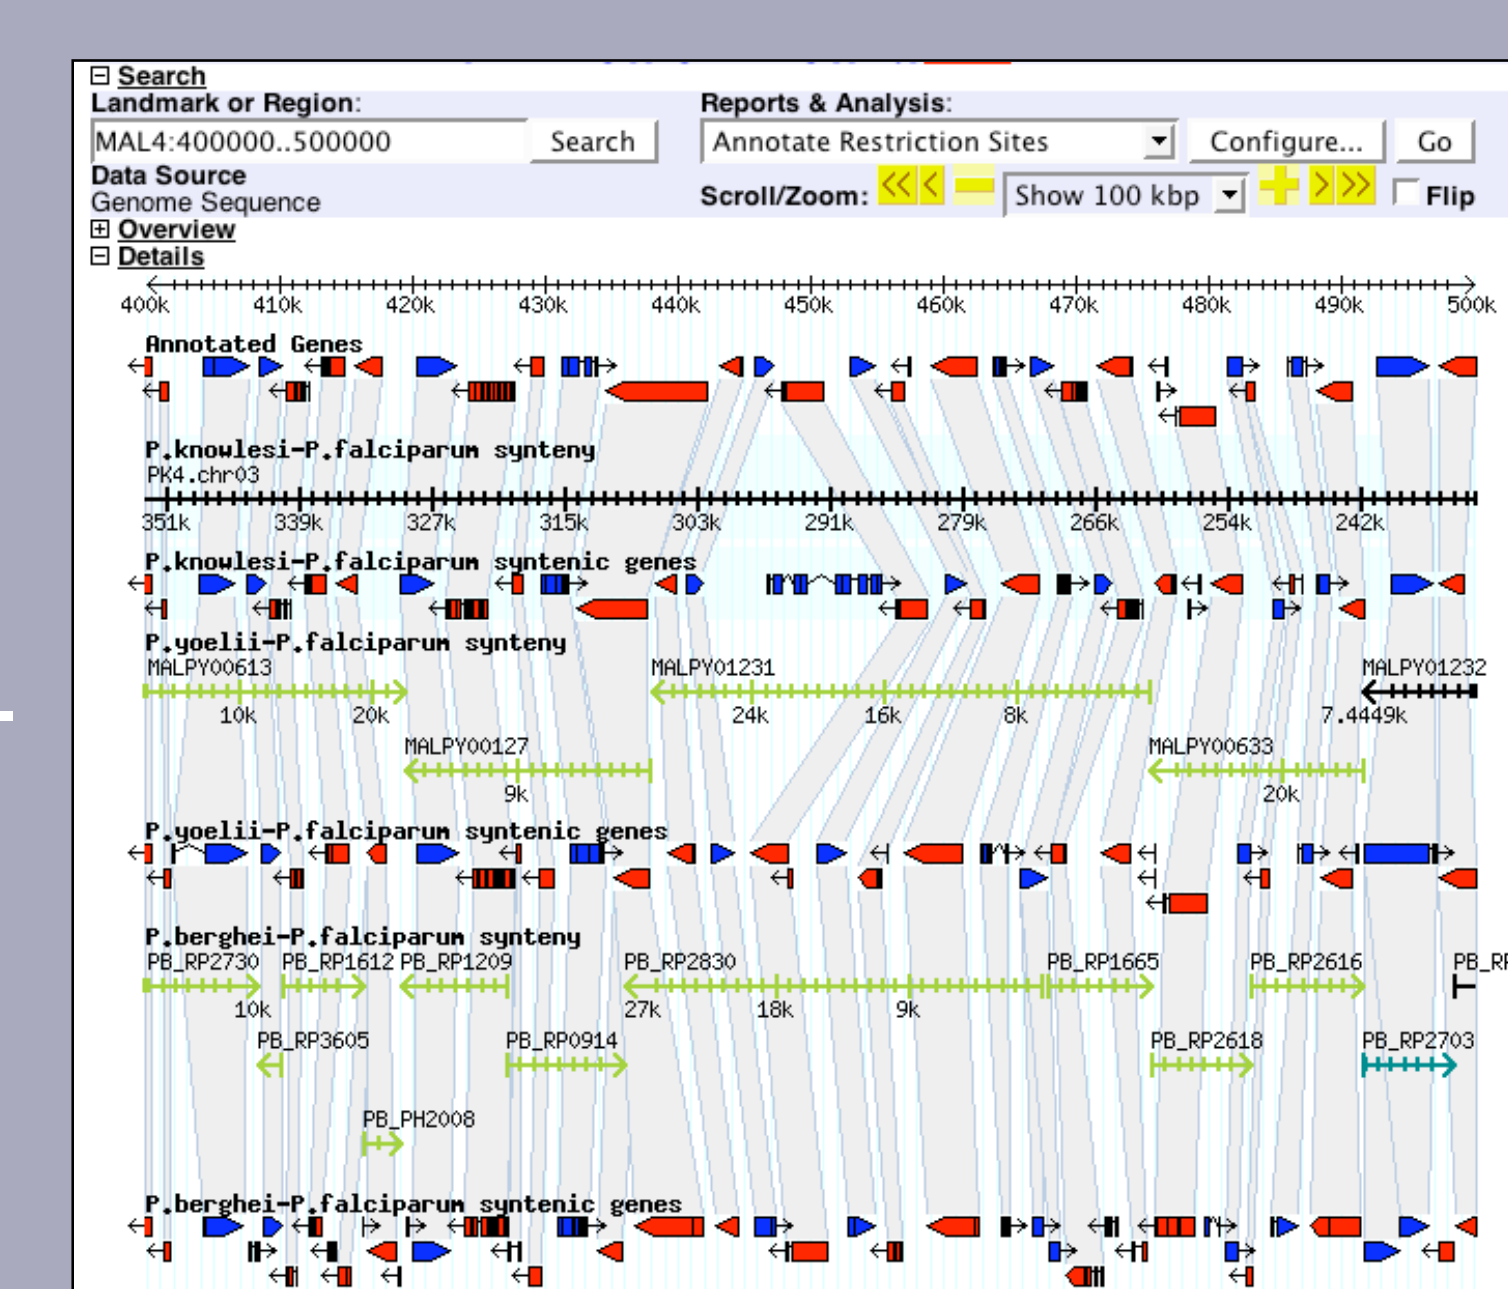 Search
Landmark or Region: Reports & Analysis:
MAL4:400000..500000 Search Annotate Restriction Sites Configure... Go
Data Source
Genome Sequence Scroll/Zoom: << < Show 100 kbp > >> Flip
Overview
Details
400k 410k 420k 430k 440k 450k 460k 470k 480k 490k 500k
Annotated Genes
P.knowlesi-P.falciparum synteny
PK4.chr03
351k 339k 327k 315k 303k 291k 279k 266k 254k 242k
P.knowlesi-P.falciparum syntenic genes
P.yoelii-P.falciparum synteny
MALPY00613 MALPY01231 MALPY01232
10k 20k 24k 16k 8k 7.4449k
MALPY00127 MALPY00633
9k 20k
P.yoelii-P.falciparum syntenic genes
P.berghei-P.falciparum synteny
PB_RP2730 PB_RP1612 PB_RP1209 PB_RP2830 PB_RP1665 PB_RP2616
10k 27k 18k 9k
PB_RP3605 PB_RP0914 PB_RP2618 PB_RP2703
PB_PH2008
P.berghei-P.falciparum syntenic genes